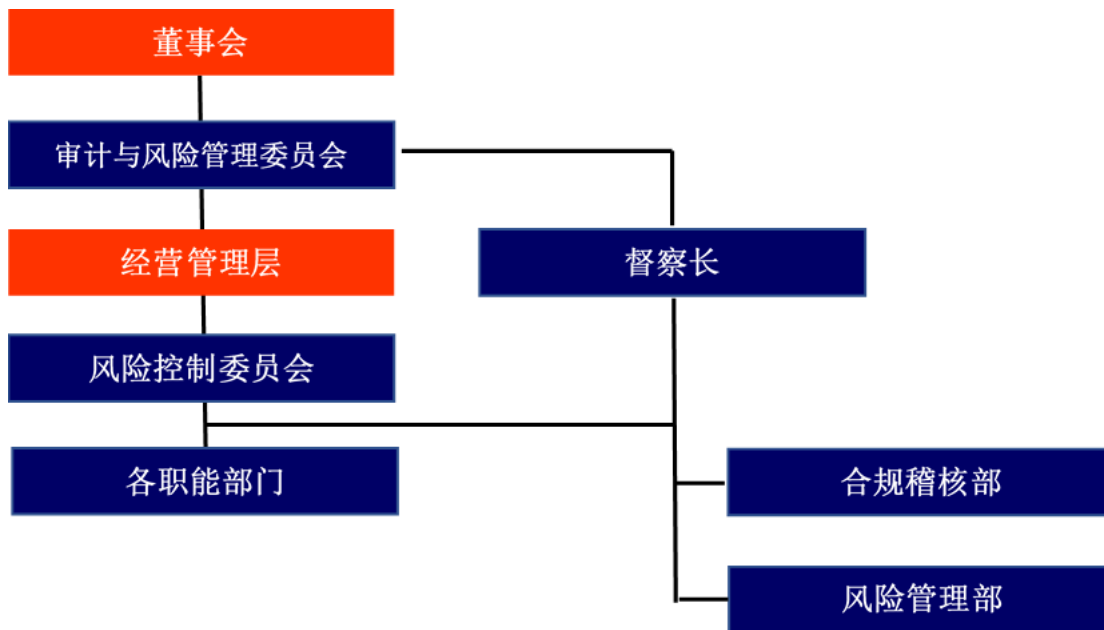 董事会
审计与风险管理委员会
经营管理层
督察长
风险控制委员会
各职能部门
合规稽核部
风险管理部